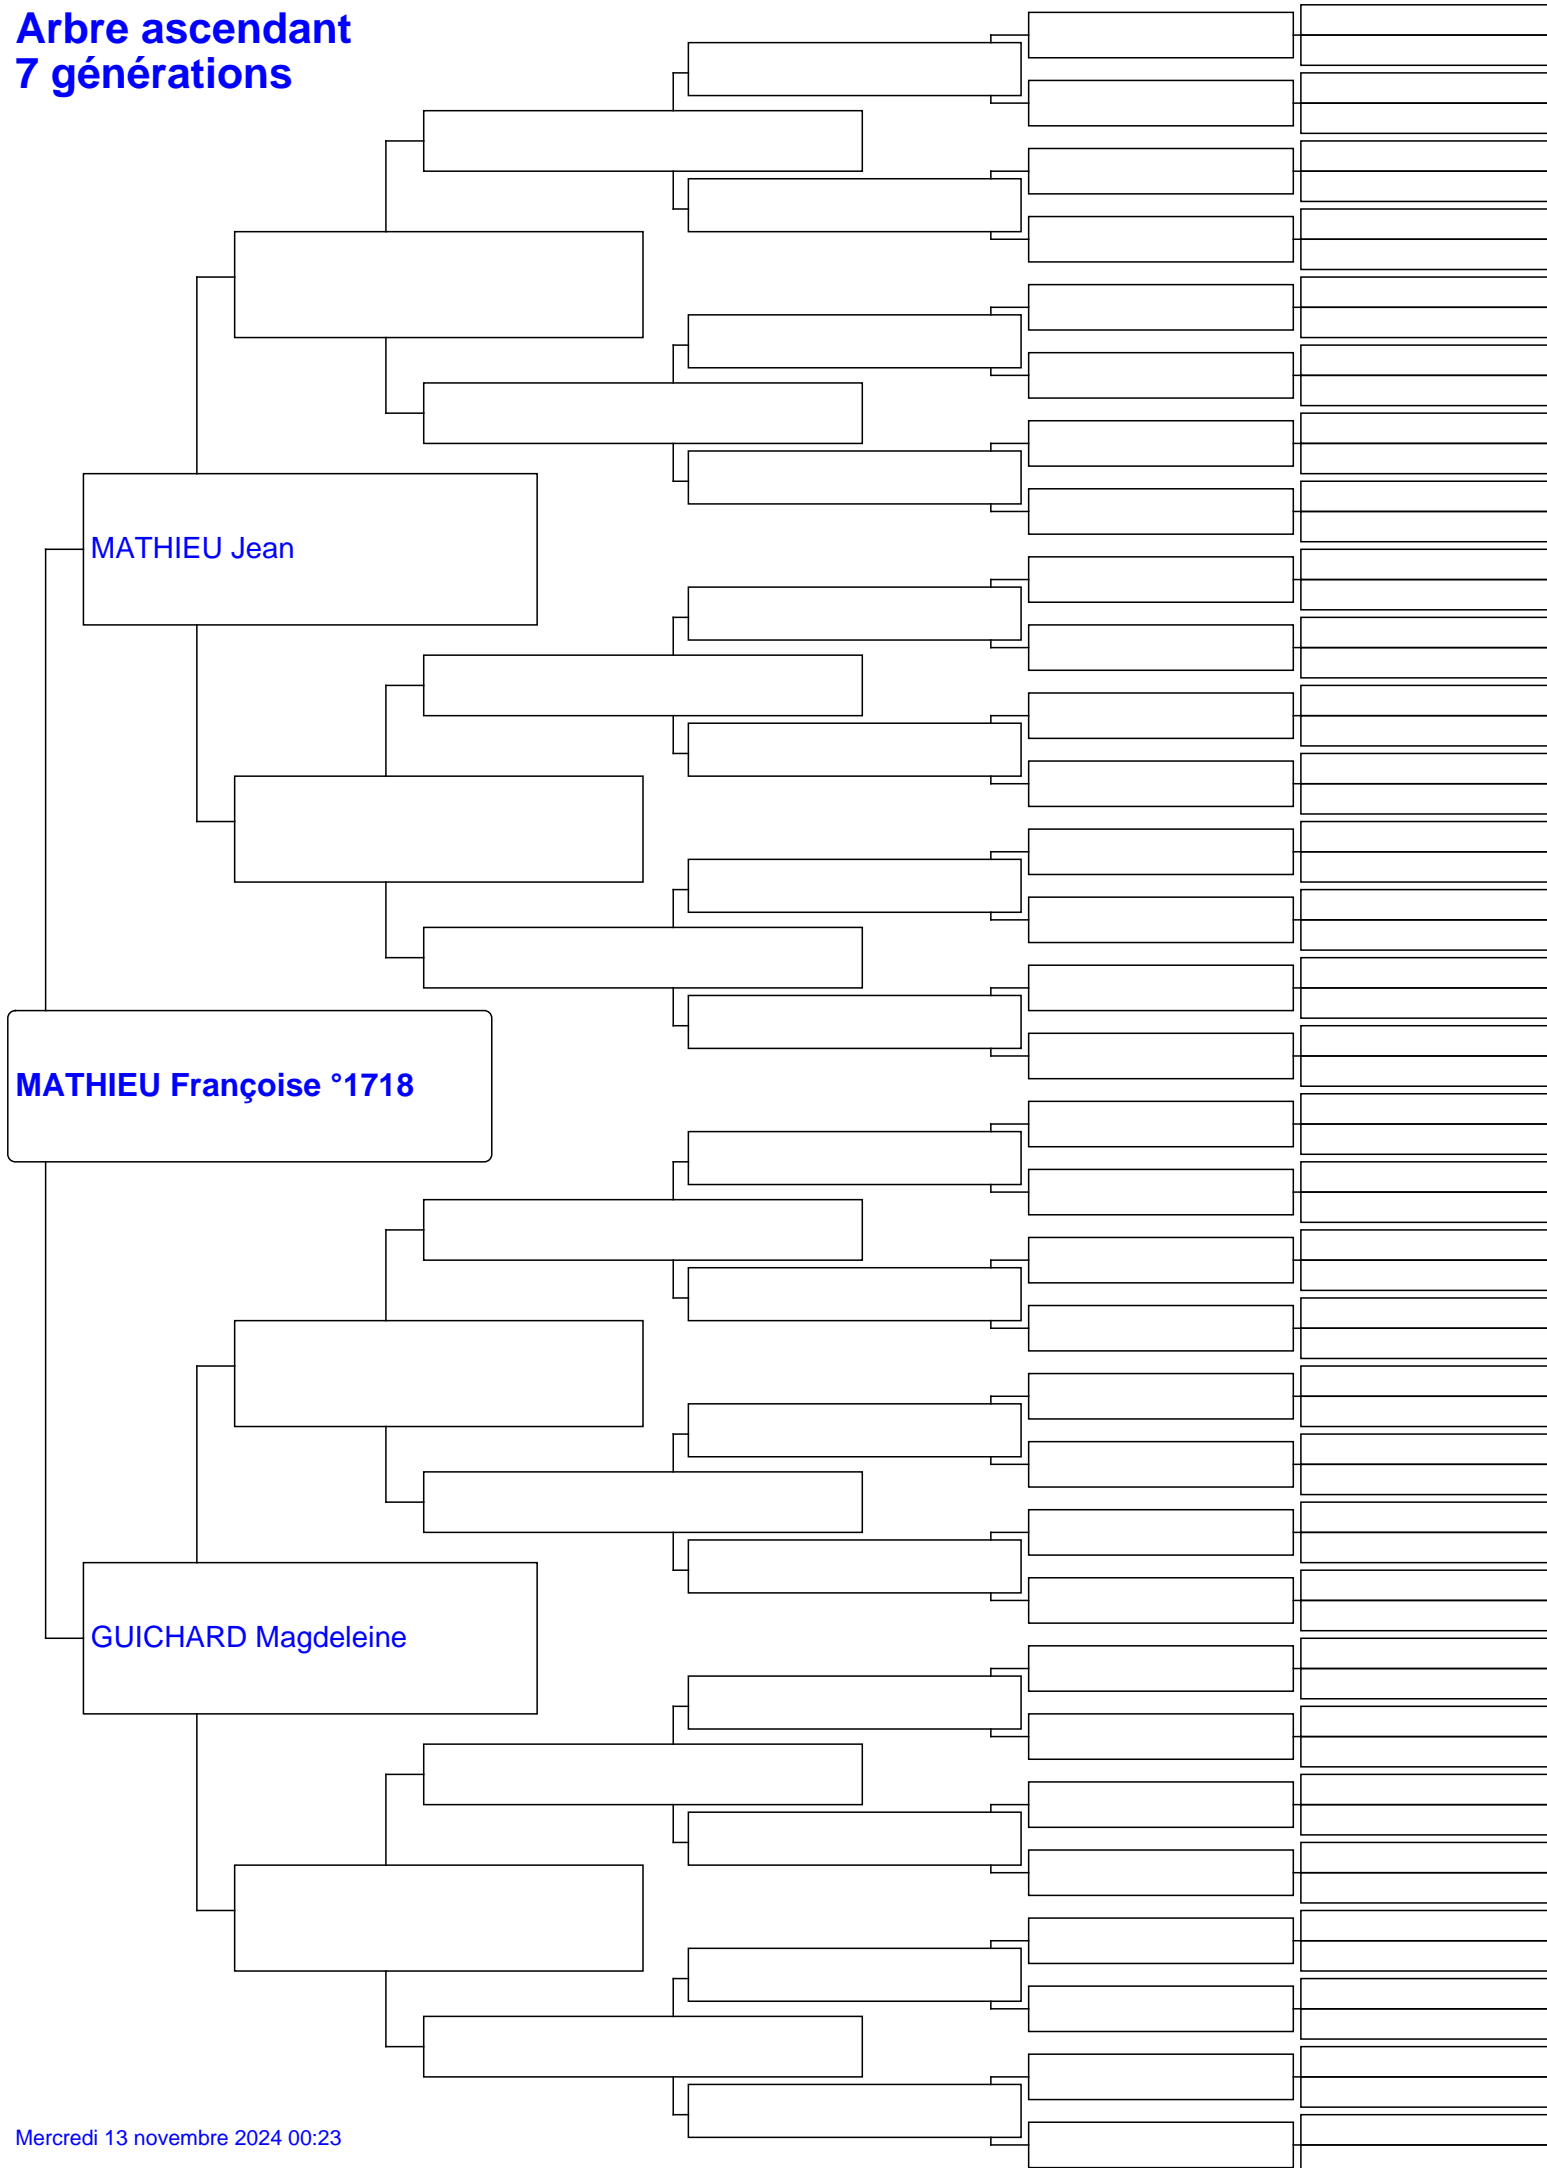 Arbre ascendant
7 générations
MATHIEU Jean
MATHIEU Françoise °1718
GUICHARD Magdeleine
Mercredi 13 novembre 2024 00:23